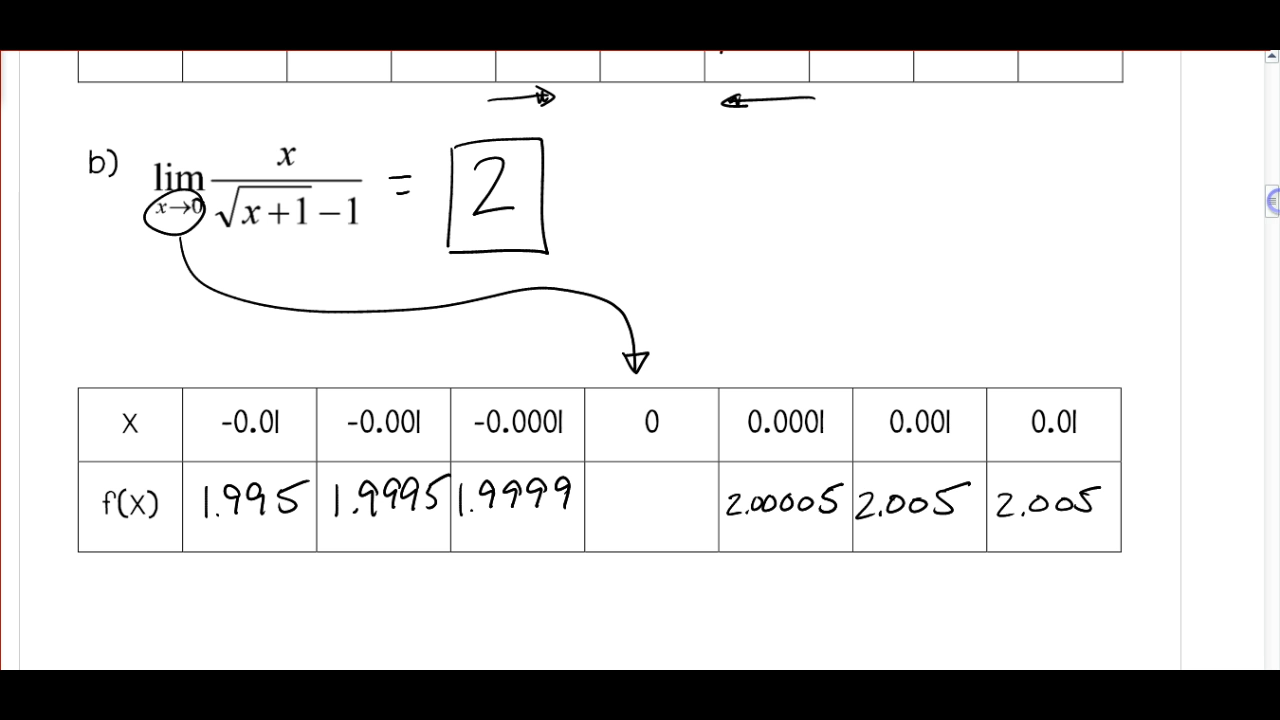 b) lim x→0 x / √(x+1) − 1 = 2
X -0.01 -0.001 -0.0001 0 0.0001 0.001 0.01
f(x) 1.995 1.9995 1.9999 2.00005 2.005 2.005